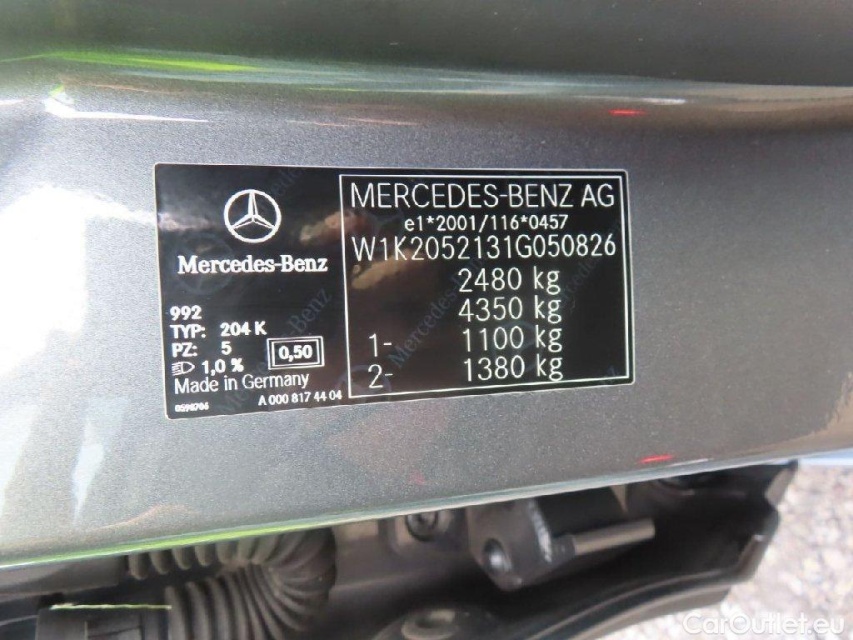 Mercedes-Benz
992
TYP: 204 K
PZ: 5
1,0 %
0,50
Made in Germany
A 000 817 44 04
MERCEDES-BENZ AG
e1*2001/116*0457
W1K2052131G050826
2480 kg
4350 kg
1- 1100 kg
2- 1380 kg
Mercedes-Benz
CarOutlet.eu